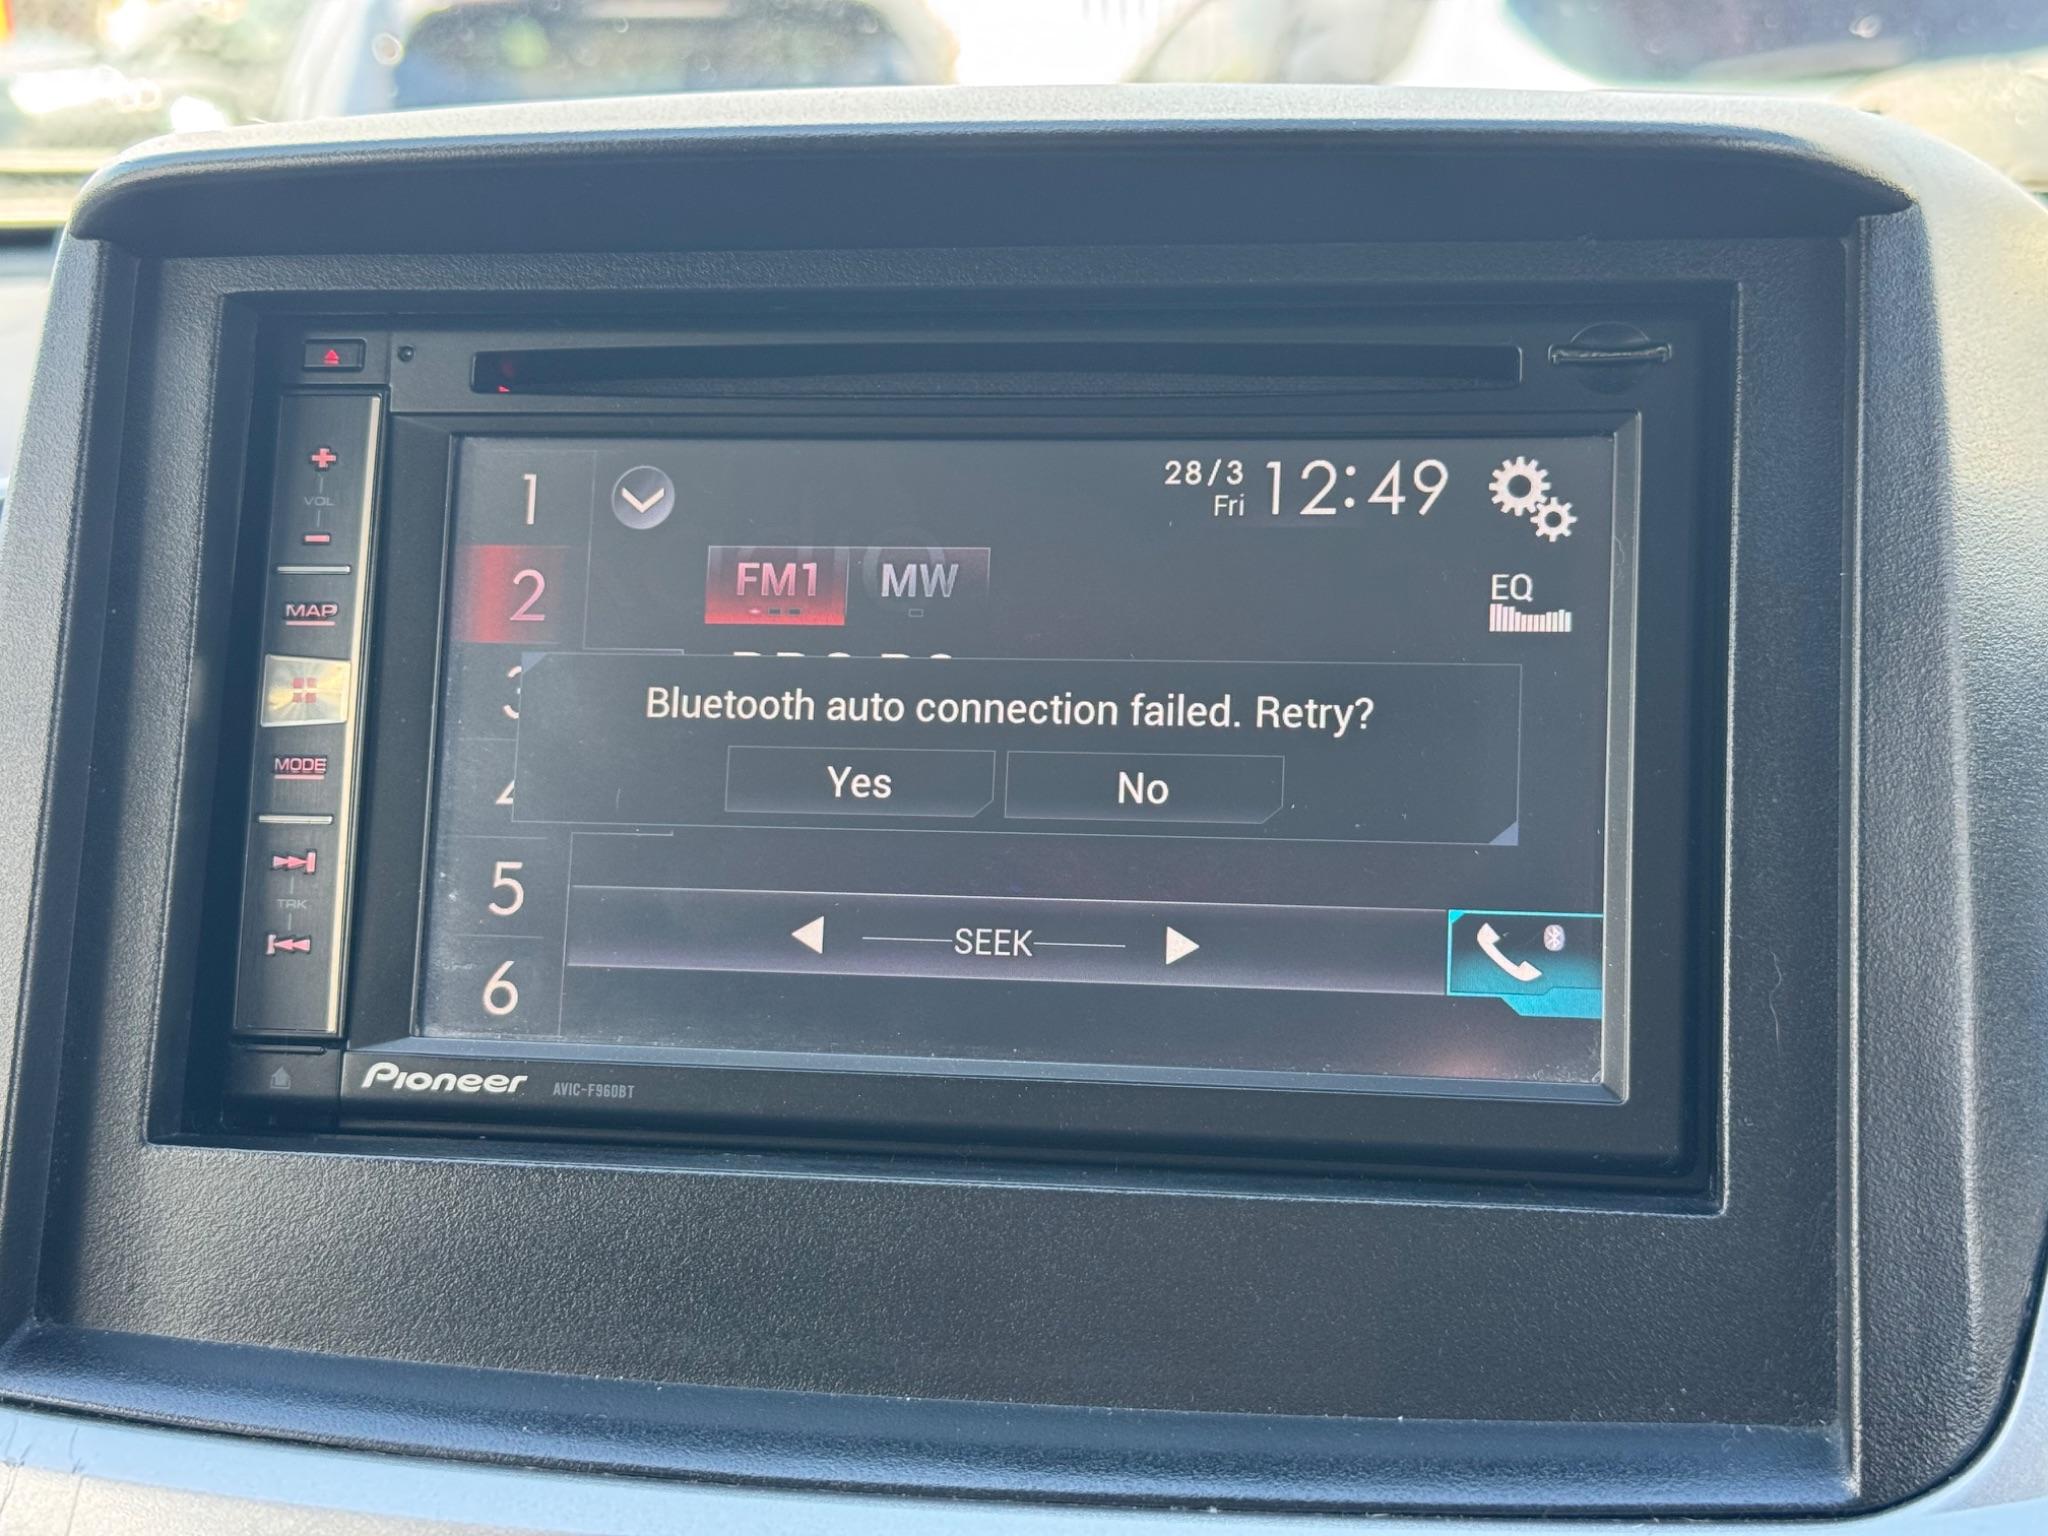 VOL
MAP
MODE
TRK
1
2
5
6
28/3
Fri
12:49
FM1
MW
EQ
Bluetooth auto connection failed. Retry?
Yes
No
SEEK
Pioneer
AVIC-F960BT